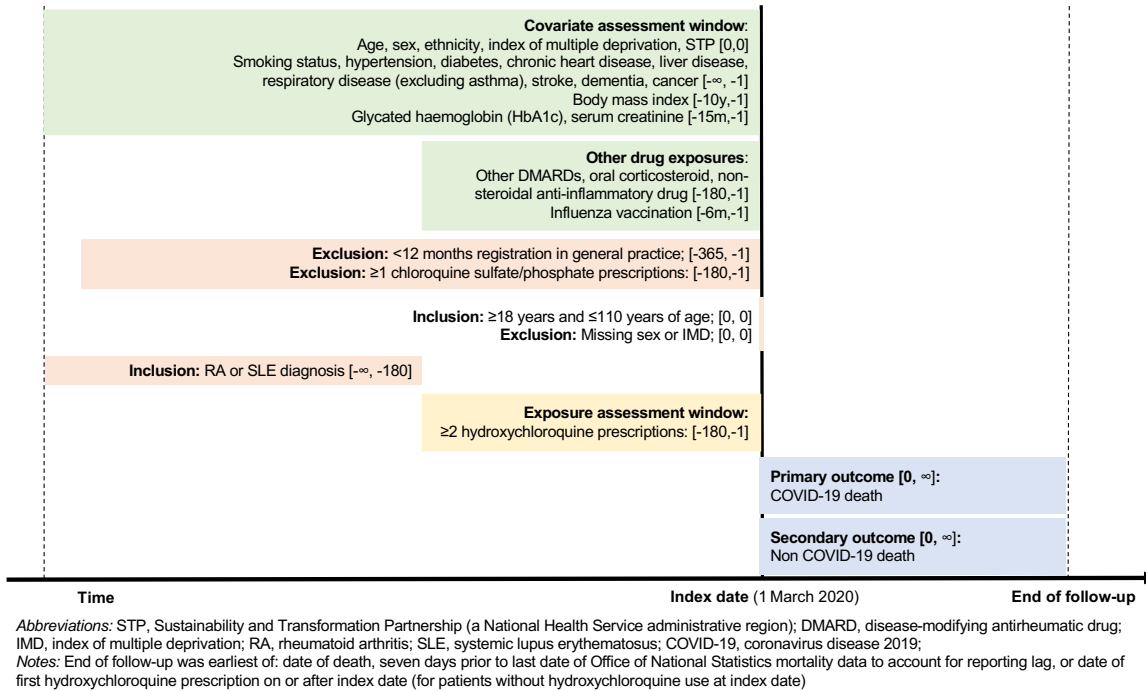 Covariate assessment window:
Age, sex, ethnicity, index of multiple deprivation, STP [0,0]
Smoking status, hypertension, diabetes, chronic heart disease, liver disease,
respiratory disease (excluding asthma), stroke, dementia, cancer [-∞, -1]
Body mass index [-10y,-1]
Glycated haemoglobin (HbA1c), serum creatinine [-15m,-1]
Other drug exposures:
Other DMARDs, oral corticosteroid, non-
steroidal anti-inflammatory drug [-180,-1]
Influenza vaccination [-6m,-1]
Exclusion: <12 months registration in general practice; [-365, -1]
Exclusion: ≥1 chloroquine sulfate/phosphate prescriptions: [-180,-1]
Inclusion: ≥18 years and ≤110 years of age; [0, 0]
Exclusion: Missing sex or IMD; [0, 0]
Inclusion: RA or SLE diagnosis [-∞, -180]
Exposure assessment window:
≥2 hydroxychloroquine prescriptions: [-180,-1]
Primary outcome [0, ∞]:
COVID-19 death
Secondary outcome [0, ∞]:
Non COVID-19 death
Time
Index date (1 March 2020)
End of follow-up
Abbreviations: STP, Sustainability and Transformation Partnership (a National Health Service administrative region); DMARD, disease-modifying antirheumatic drug;
IMD, index of multiple deprivation; RA, rheumatoid arthritis; SLE, systemic lupus erythematosus; COVID-19, coronavirus disease 2019;
Notes: End of follow-up was earliest of: date of death, seven days prior to last date of Office of National Statistics mortality data to account for reporting lag, or date of
first hydroxychloroquine prescription on or after index date (for patients without hydroxychloroquine use at index date)